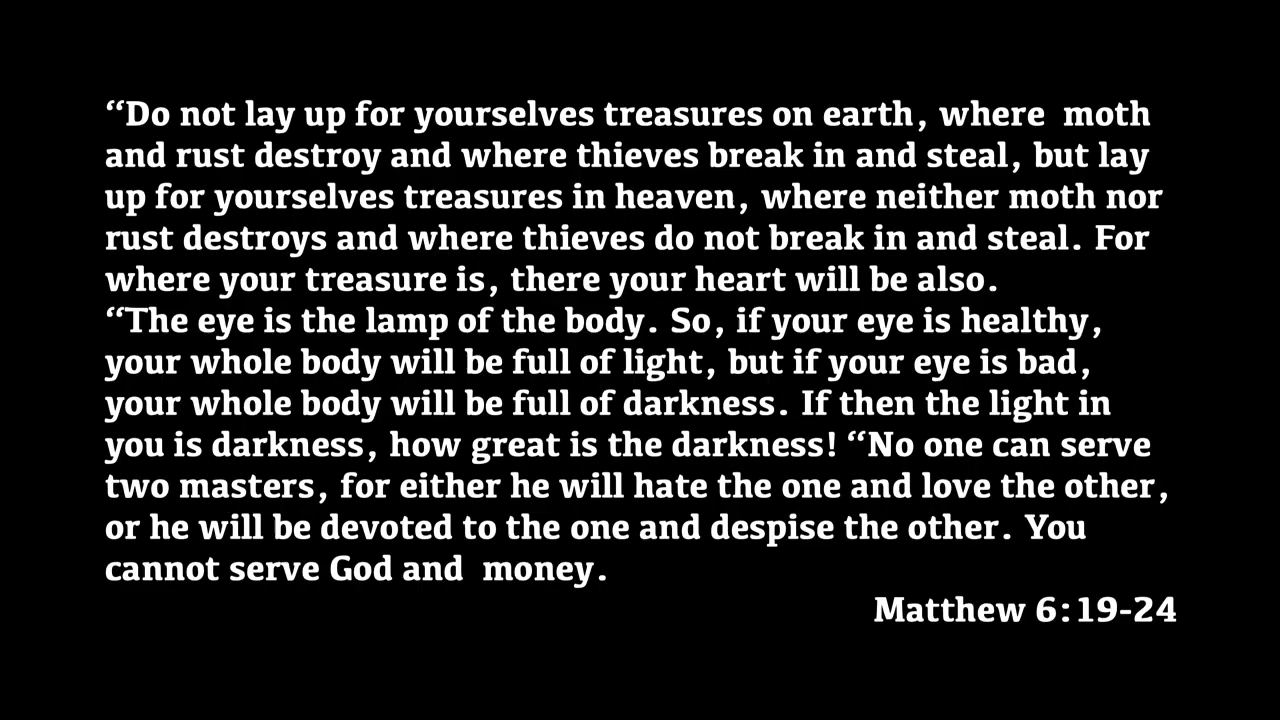 “Do not lay up for yourselves treasures on earth, where  moth
and rust destroy and where thieves break in and steal, but lay
up for yourselves treasures in heaven, where neither moth nor
rust destroys and where thieves do not break in and steal. For
where your treasure is, there your heart will be also.
“The eye is the lamp of the body. So, if your eye is healthy,
your whole body will be full of light, but if your eye is bad,
your whole body will be full of darkness. If then the light in
you is darkness, how great is the darkness! “No one can serve
two masters, for either he will hate the one and love the other,
or he will be devoted to the one and despise the other. You
cannot serve God and  money.
Matthew 6:19-24